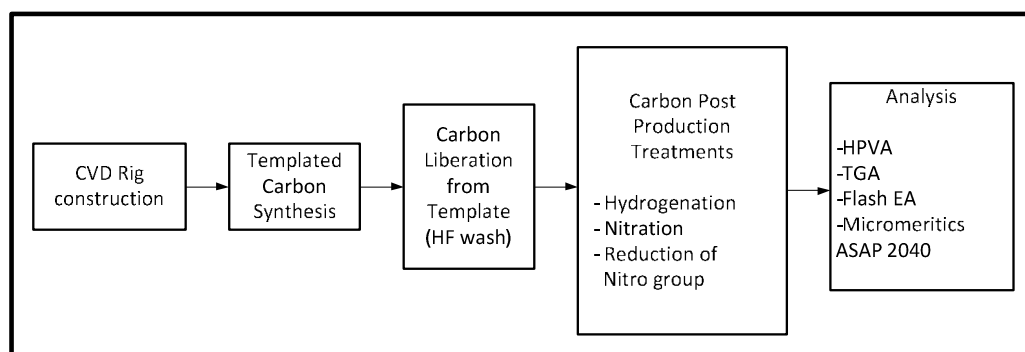 CVD Rig
construction
Templated
Carbon
Synthesis
Carbon
Liberation
from
Template
(HF wash)
Carbon Post
Production
Treatments
- Hydrogenation
- Nitration
- Reduction of
Nitro group
Analysis
-HPVA
-TGA
-Flash EA
-Micromeritics
ASAP 2040